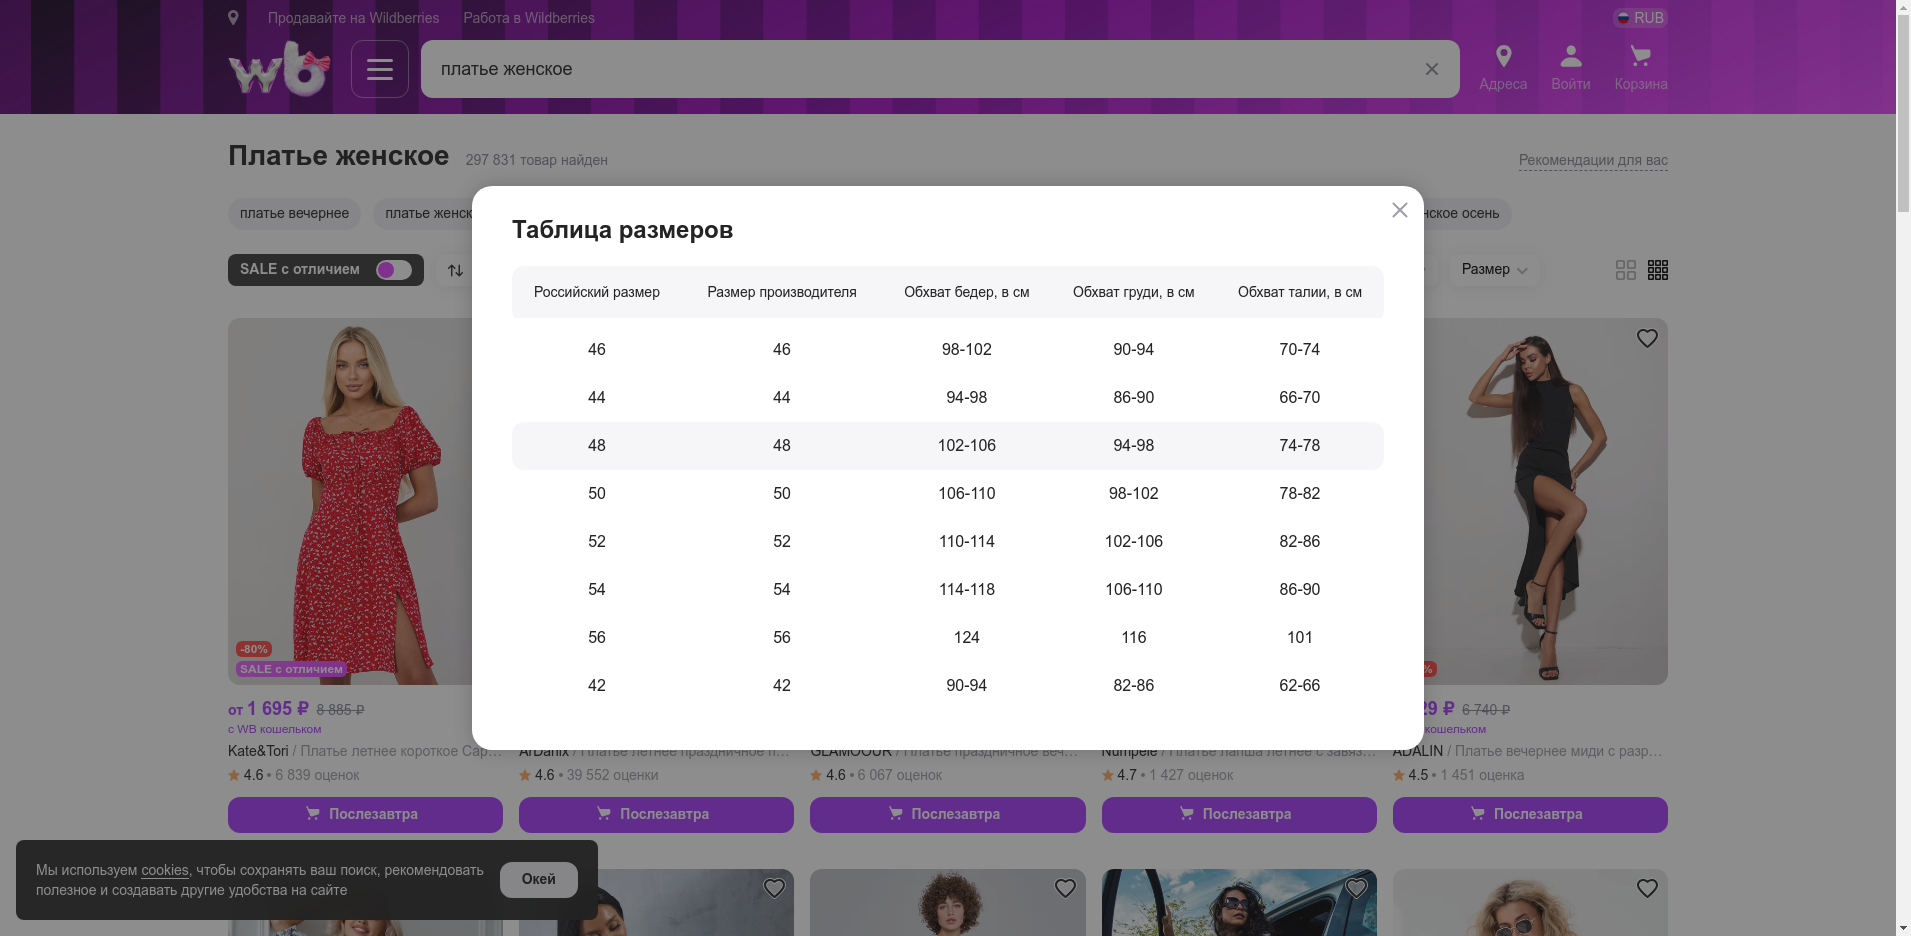 Продавайте на Wildberries Работа в Wildberries RUB
wb
платье женское
Адреса Войти Корзина
Платье женское 297 831 товар найден Рекомендации для вас
платье вечернее платье женск нское осень
SALE с отличием Размер
Таблица размеров
Российский размер Размер производителя Обхват бедер, в см Обхват груди, в см Обхват талии, в см
46 46 98-102 90-94 70-74
44 44 94-98 86-90 66-70
48 48 102-106 94-98 74-78
50 50 106-110 98-102 78-82
52 52 110-114 102-106 82-86
54 54 114-118 106-110 86-90
56 56 124 116 101
42 42 90-94 82-86 62-66
-80% %
SALE с отличием
от 1 695 ₽ 8 885 ₽ 29 ₽ 6 740 ₽
с WB кошельком кошельком
Kate&Tori / Платье летнее короткое Сар... ArDanix / Платье летнее праздничное п... GLAMOOUR / Платье праздничное веч... Numpele / Платье лапша летнее с завяз... ADALIN / Платье вечернее миди с разр...
4.6 • 6 839 оценок 4.6 • 39 552 оценки 4.6 • 6 067 оценок 4.7 • 1 427 оценок 4.5 • 1 451 оценка
Послезавтра Послезавтра Послезавтра Послезавтра Послезавтра
Мы используем cookies, чтобы сохранять ваш поиск, рекомендовать
полезное и создавать другие удобства на сайте
Окей